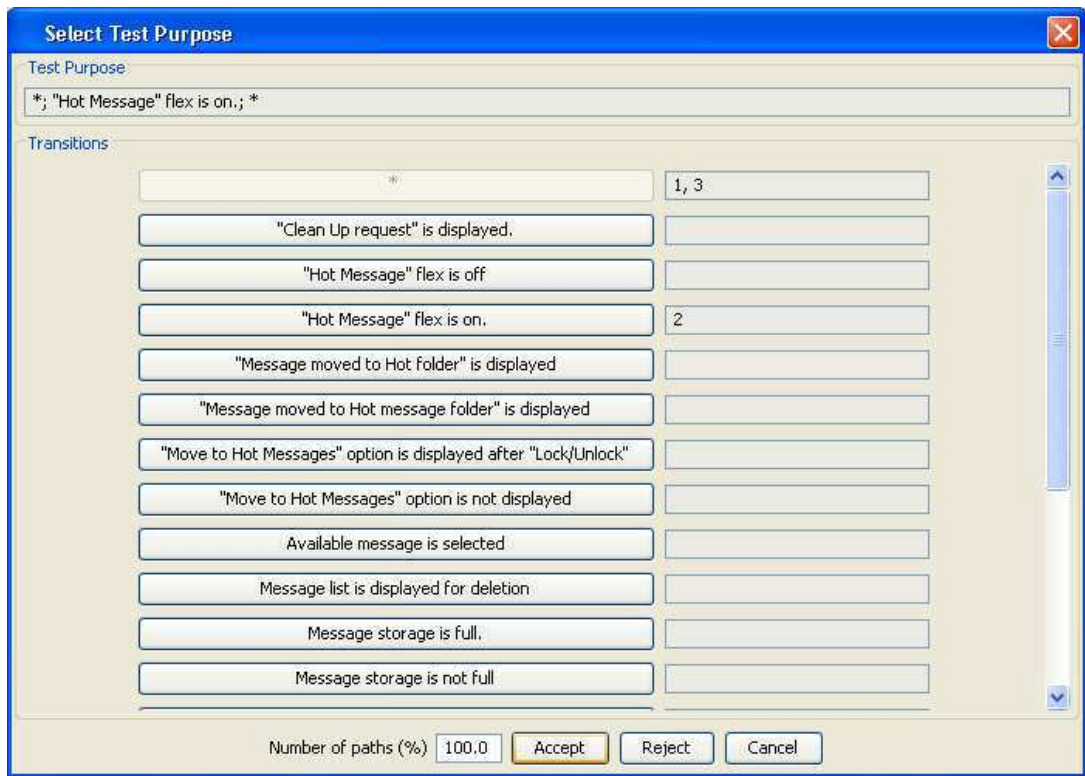 Select Test Purpose
Test Purpose
*; "Hot Message" flex is on.; *
Transitions
* 1, 3
"Clean Up request" is displayed.
"Hot Message" flex is off
"Hot Message" flex is on. 2
"Message moved to Hot folder" is displayed
"Message moved to Hot message folder" is displayed
"Move to Hot Messages" option is displayed after "Lock/Unlock"
"Move to Hot Messages" option is not displayed
Available message is selected
Message list is displayed for deletion
Message storage is full.
Message storage is not full
Number of paths (%) 100.0 Accept Reject Cancel